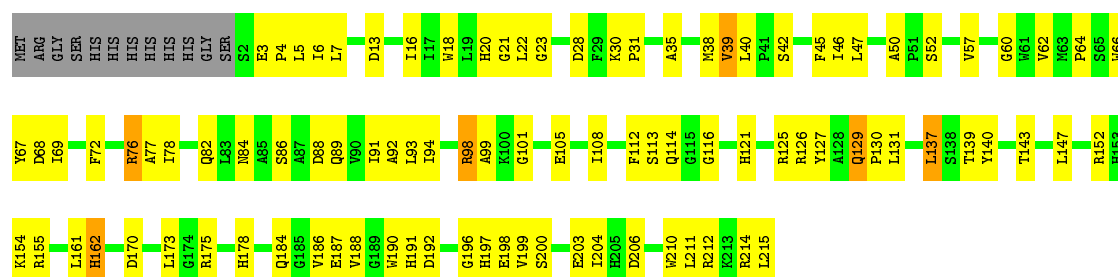 MET ARG GLY SER HIS HIS HIS HIS HIS HIS GLY SER S2 E3 P4 L5 I6 L7 D13 I16 I17 W18 L19 H20 G21 L22 G23 D28 F29 K30 P31 A35 M38 V39 L40 P41 S42 F45 I46 L47 A50 P51 S52 V57 G60 W61 V62 M63 P64 S65 W66
Y67 D68 I69 F72 R76 A77 I78 Q82 L83 N84 A85 S86 A87 D88 Q89 V90 I91 A92 L93 I94 R98 A99 K100 G101 E105 I108 F112 S113 Q114 G115 G116 H121 R125 R126 Y127 A128 Q129 P130 L131 L137 S138 T139 Y140 T143 L147 R152 H153
K154 R155 L161 H162 D170 L173 G174 R175 H178 Q184 G185 V186 E187 V188 G189 W190 H191 D192 G196 H197 E198 V199 S200 E203 I204 H205 D206 W210 L211 R212 K213 R214 L215